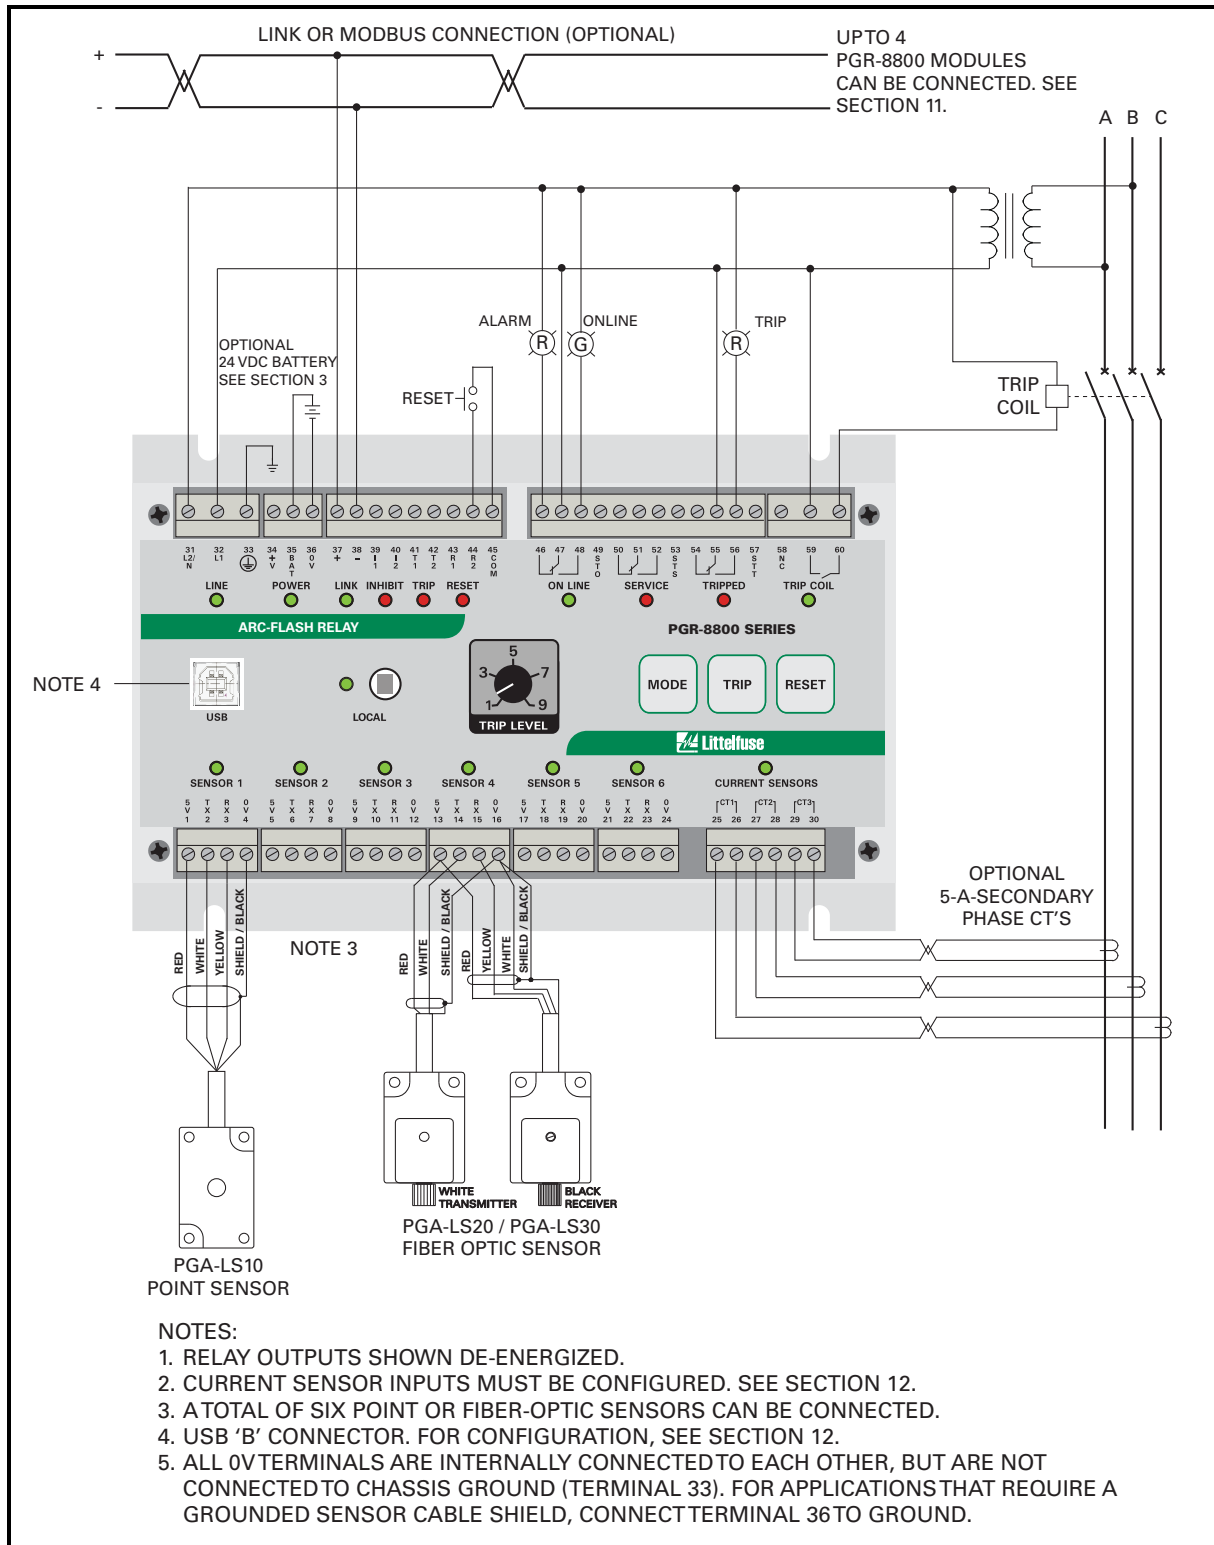 LINK OR MODBUS CONNECTION (OPTIONAL)
+
-
UP TO 4
PGR-8800 MODULES
CAN BE CONNECTED. SEE
SECTION 11.
A B C
ALARM
R
ONLINE
G
TRIP
R
OPTIONAL
24 VDC BATTERY
SEE SECTION 3
RESET
TRIP
COIL
31 32 33 34 35 36 37 38 39 40 41 42 43 44 45 46 47 48 49 50 51 52 53 54 55 56 57 58 59 60
L2/N L1 +V BAT 0V + - I1 I2 T1 T2 R1 R2 COM STO STS STT NC
LINE POWER LINK INHIBIT TRIP RESET ON LINE SERVICE TRIPPED TRIP COIL
ARC-FLASH RELAY
PGR-8800 SERIES
NOTE 4
USB
LOCAL
1 3 5 7 9
TRIP LEVEL
MODE TRIP RESET
Littelfuse
SENSOR 1 SENSOR 2 SENSOR 3 SENSOR 4 SENSOR 5 SENSOR 6 CURRENT SENSORS
5V TX RX 0V 5V TX RX 0V 5V TX RX 0V 5V TX RX 0V 5V TX RX 0V 5V TX RX 0V CT1 CT2 CT3
1 2 3 4 5 6 7 8 9 10 11 12 13 14 15 16 17 18 19 20 21 22 23 24 25 26 27 28 29 30
OPTIONAL
5-A-SECONDARY
PHASE CT'S
NOTE 3
RED
WHITE
YELLOW
SHIELD / BLACK
RED
WHITE
SHIELD / BLACK
RED
YELLOW
WHITE
SHIELD / BLACK
WHITE
TRANSMITTER
BLACK
RECEIVER
PGA-LS20 / PGA-LS30
FIBER OPTIC SENSOR
PGA-LS10
POINT SENSOR
NOTES:
1. RELAY OUTPUTS SHOWN DE-ENERGIZED.
2. CURRENT SENSOR INPUTS MUST BE CONFIGURED. SEE SECTION 12.
3. A TOTAL OF SIX POINT OR FIBER-OPTIC SENSORS CAN BE CONNECTED.
4. USB ‘B’ CONNECTOR. FOR CONFIGURATION, SEE SECTION 12.
5. ALL 0V TERMINALS ARE INTERNALLY CONNECTED TO EACH OTHER, BUT ARE NOT
CONNECTED TO CHASSIS GROUND (TERMINAL 33). FOR APPLICATIONS THAT REQUIRE A
GROUNDED SENSOR CABLE SHIELD, CONNECT TERMINAL 36 TO GROUND.